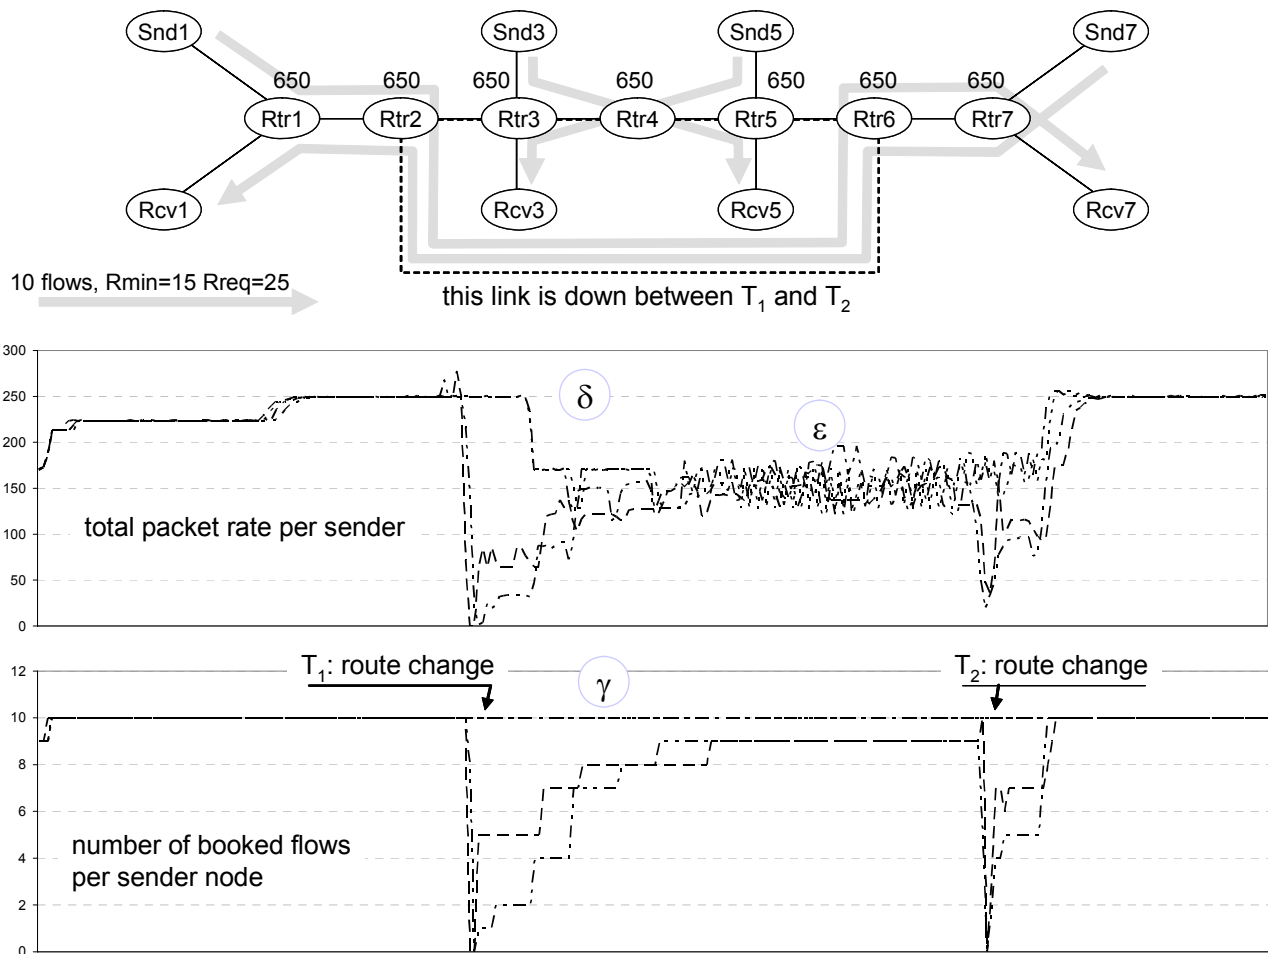 Snd1 Snd3 Snd5 Snd7
650 650 650 650 650 650 650
Rtr1 Rtr2 Rtr3 Rtr4 Rtr5 Rtr6 Rtr7
Rcv1 Rcv3 Rcv5 Rcv7
10 flows, Rmin=15 Rreq=25
this link is down between T₁ and T₂
300
250
200
150
100
50
0
δ
ε
total packet rate per sender
12
10
8
6
4
2
0
T₁: route change
γ
T₂: route change
number of booked flows
per sender node